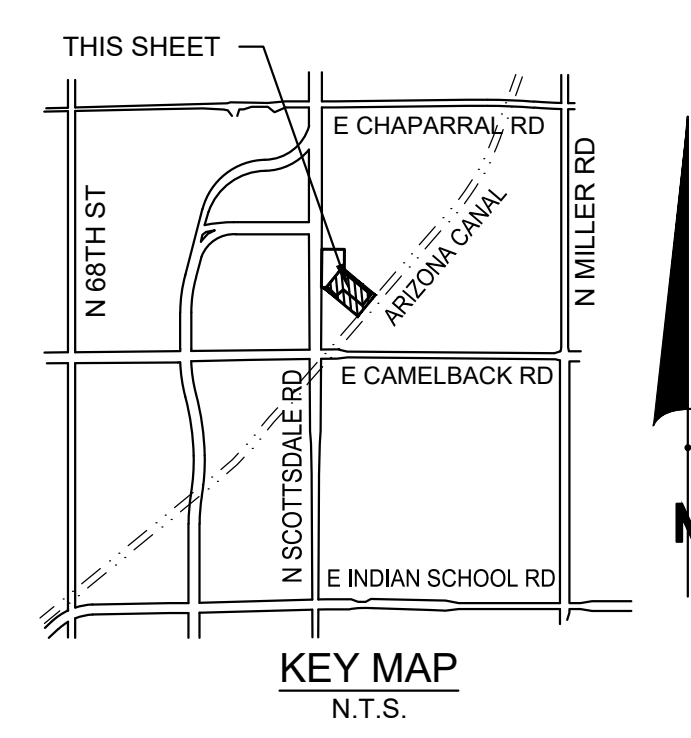 THIS SHEET
E CHAPARRAL RD
N 68TH ST
N MILLER RD
ARIZONA CANAL
E CAMELBACK RD
N SCOTTSDALE RD
E INDIAN SCHOOL RD
N
KEY MAP
N.T.S.